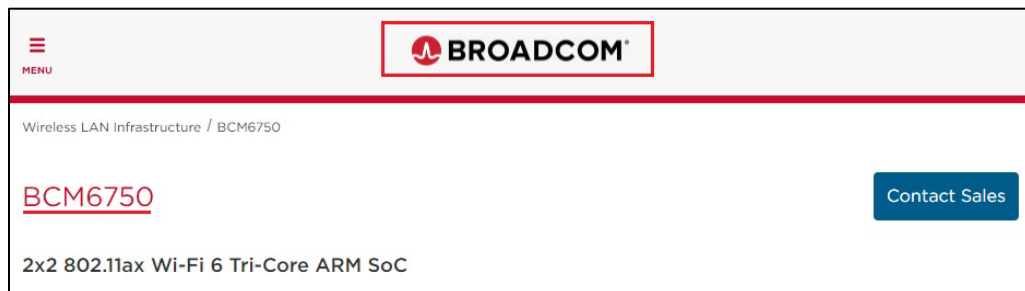 MENU
BROADCOM®
Wireless LAN Infrastructure / BCM6750
BCM6750
Contact Sales
2x2 802.11ax Wi-Fi 6 Tri-Core ARM SoC